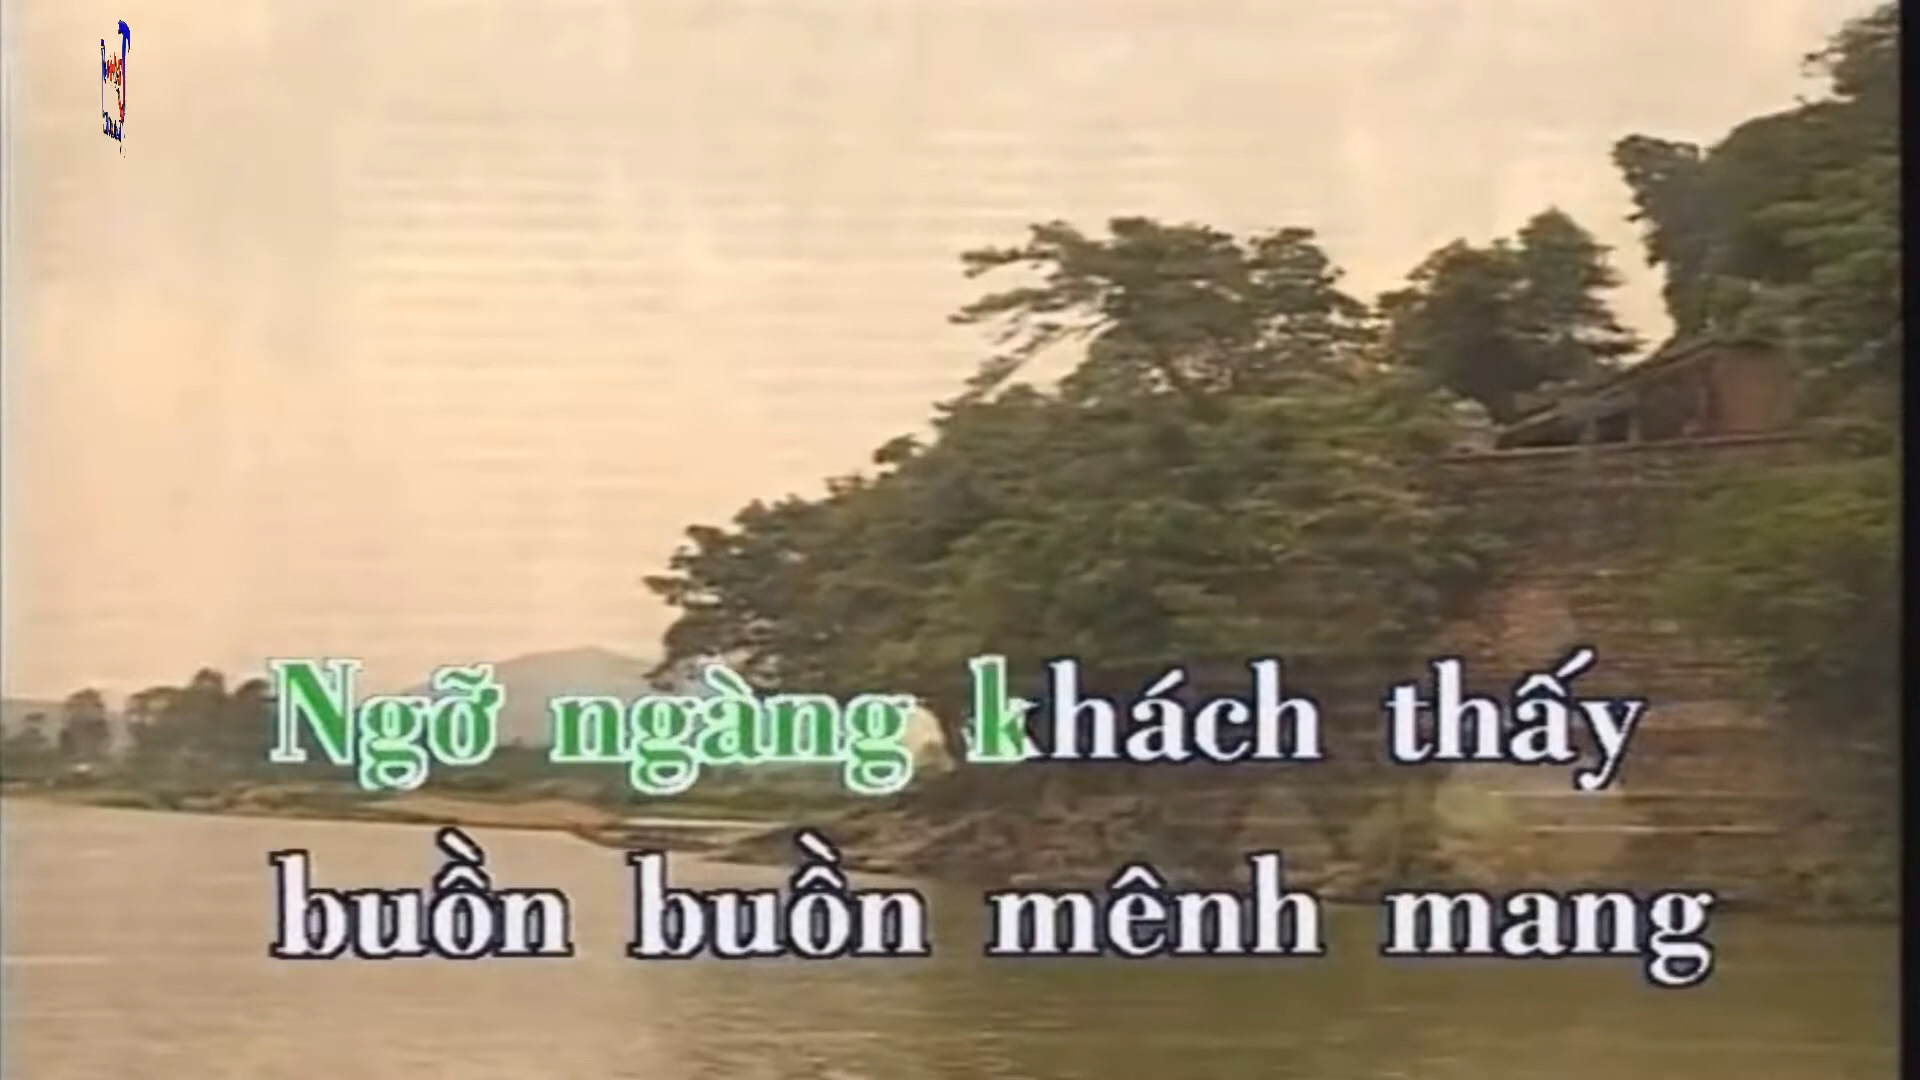 Ngỡ ngàng khách thấy
buồn buồn mênh mang